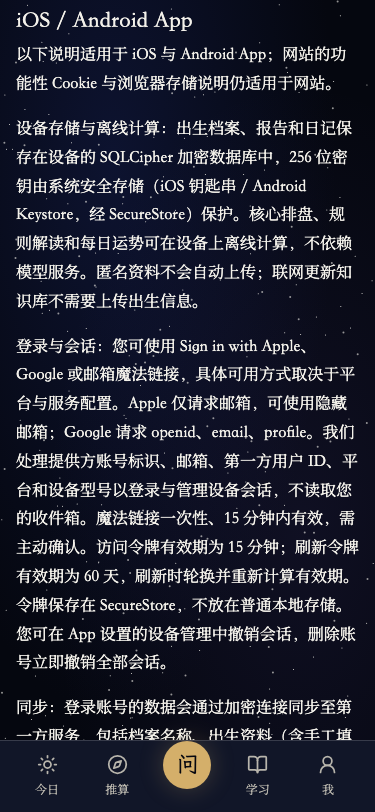 iOS / Android App
以下说明适用于 iOS 与 Android App；网站的功
能性 Cookie 与浏览器存储说明仍适用于网站。
设备存储与离线计算：出生档案、报告和日记保
存在设备的 SQLCipher 加密数据库中，256 位密
钥由系统安全存储（iOS 钥匙串 / Android
Keystore，经 SecureStore）保护。核心排盘、规
则解读和每日运势可在设备上离线计算，不依赖
模型服务。匿名资料不会自动上传；联网更新知
识库不需要上传出生信息。
登录与会话：您可使用 Sign in with Apple、
Google 或邮箱魔法链接，具体可用方式取决于平
台与服务配置。Apple 仅请求邮箱，可使用隐藏
邮箱；Google 请求 openid、email、profile。我们
处理提供方账号标识、邮箱、第一方用户 ID、平
台和设备型号以登录与管理设备会话，不读取您
的收件箱。魔法链接一次性、15 分钟内有效，需
主动确认。访问令牌有效期为 15 分钟；刷新令牌
有效期为 60 天，刷新时轮换并重新计算有效期。
令牌保存在 SecureStore，不放在普通本地存储。
您可在 App 设置的设备管理中撤销会话，删除账
号立即撤销全部会话。
同步：登录账号的数据会通过加密连接同步至第
一方服务，包括档案名称、出生资料（含手工填
今日
推算
问
学习
我